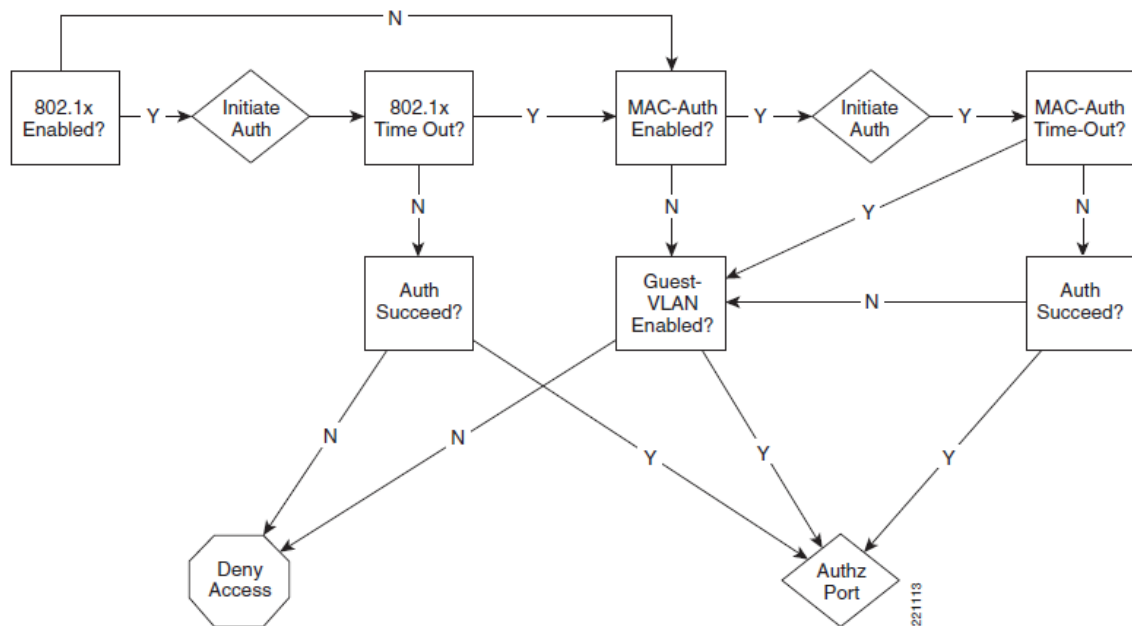 N
802.1x
Enabled?
Y
Initiate
Auth
802.1x
Time Out?
Y
MAC-Auth
Enabled?
Y
Initiate
Auth
Y
MAC-Auth
Time-Out?
N
N
Y
N
Auth
Succeed?
Guest-
VLAN
Enabled?
N
Auth
Succeed?
N
N
Y
Y
Y
Deny
Access
Authz
Port
221113